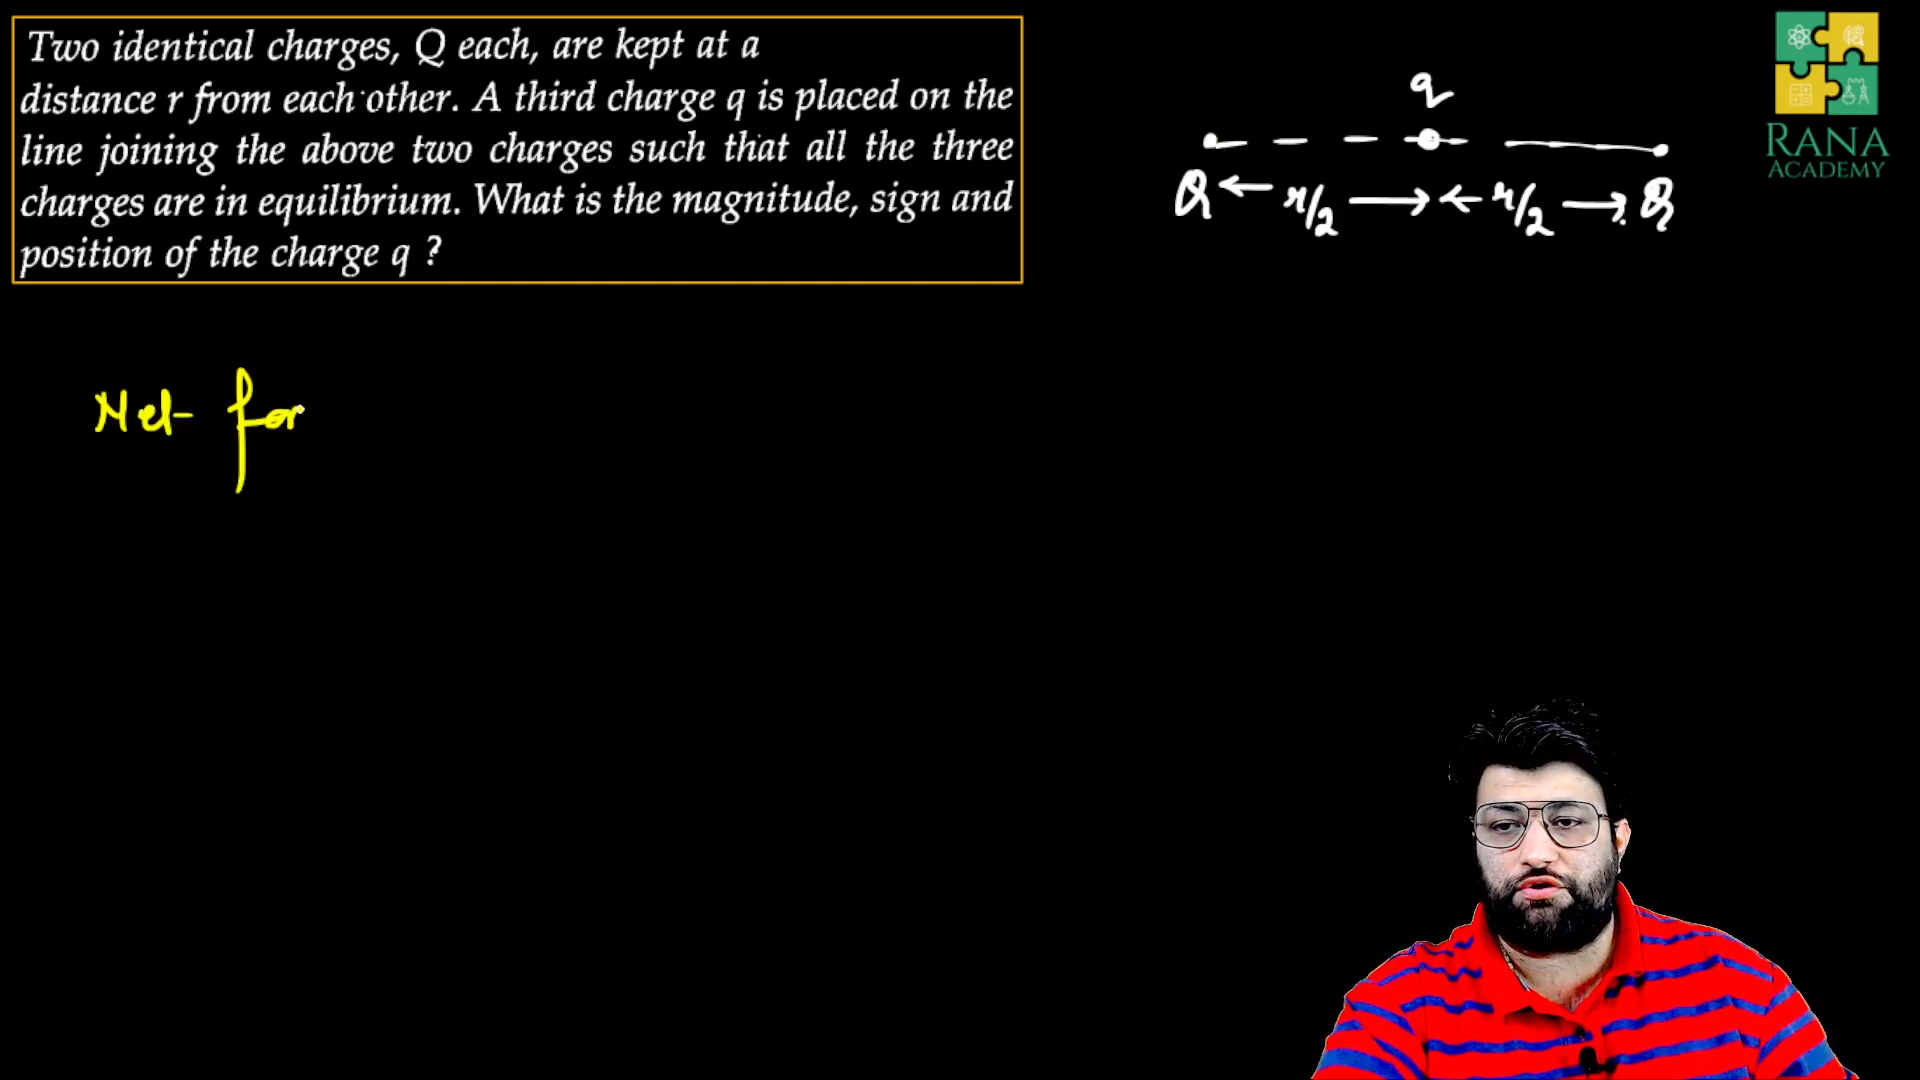 Two identical charges, Q each, are kept at a
distance r from each other. A third charge q is placed on the
line joining the above two charges such that all the three
charges are in equilibrium. What is the magnitude, sign and
position of the charge q ?
q
Q ← r/2 → ← r/2 → Q
RANA
ACADEMY
Net for